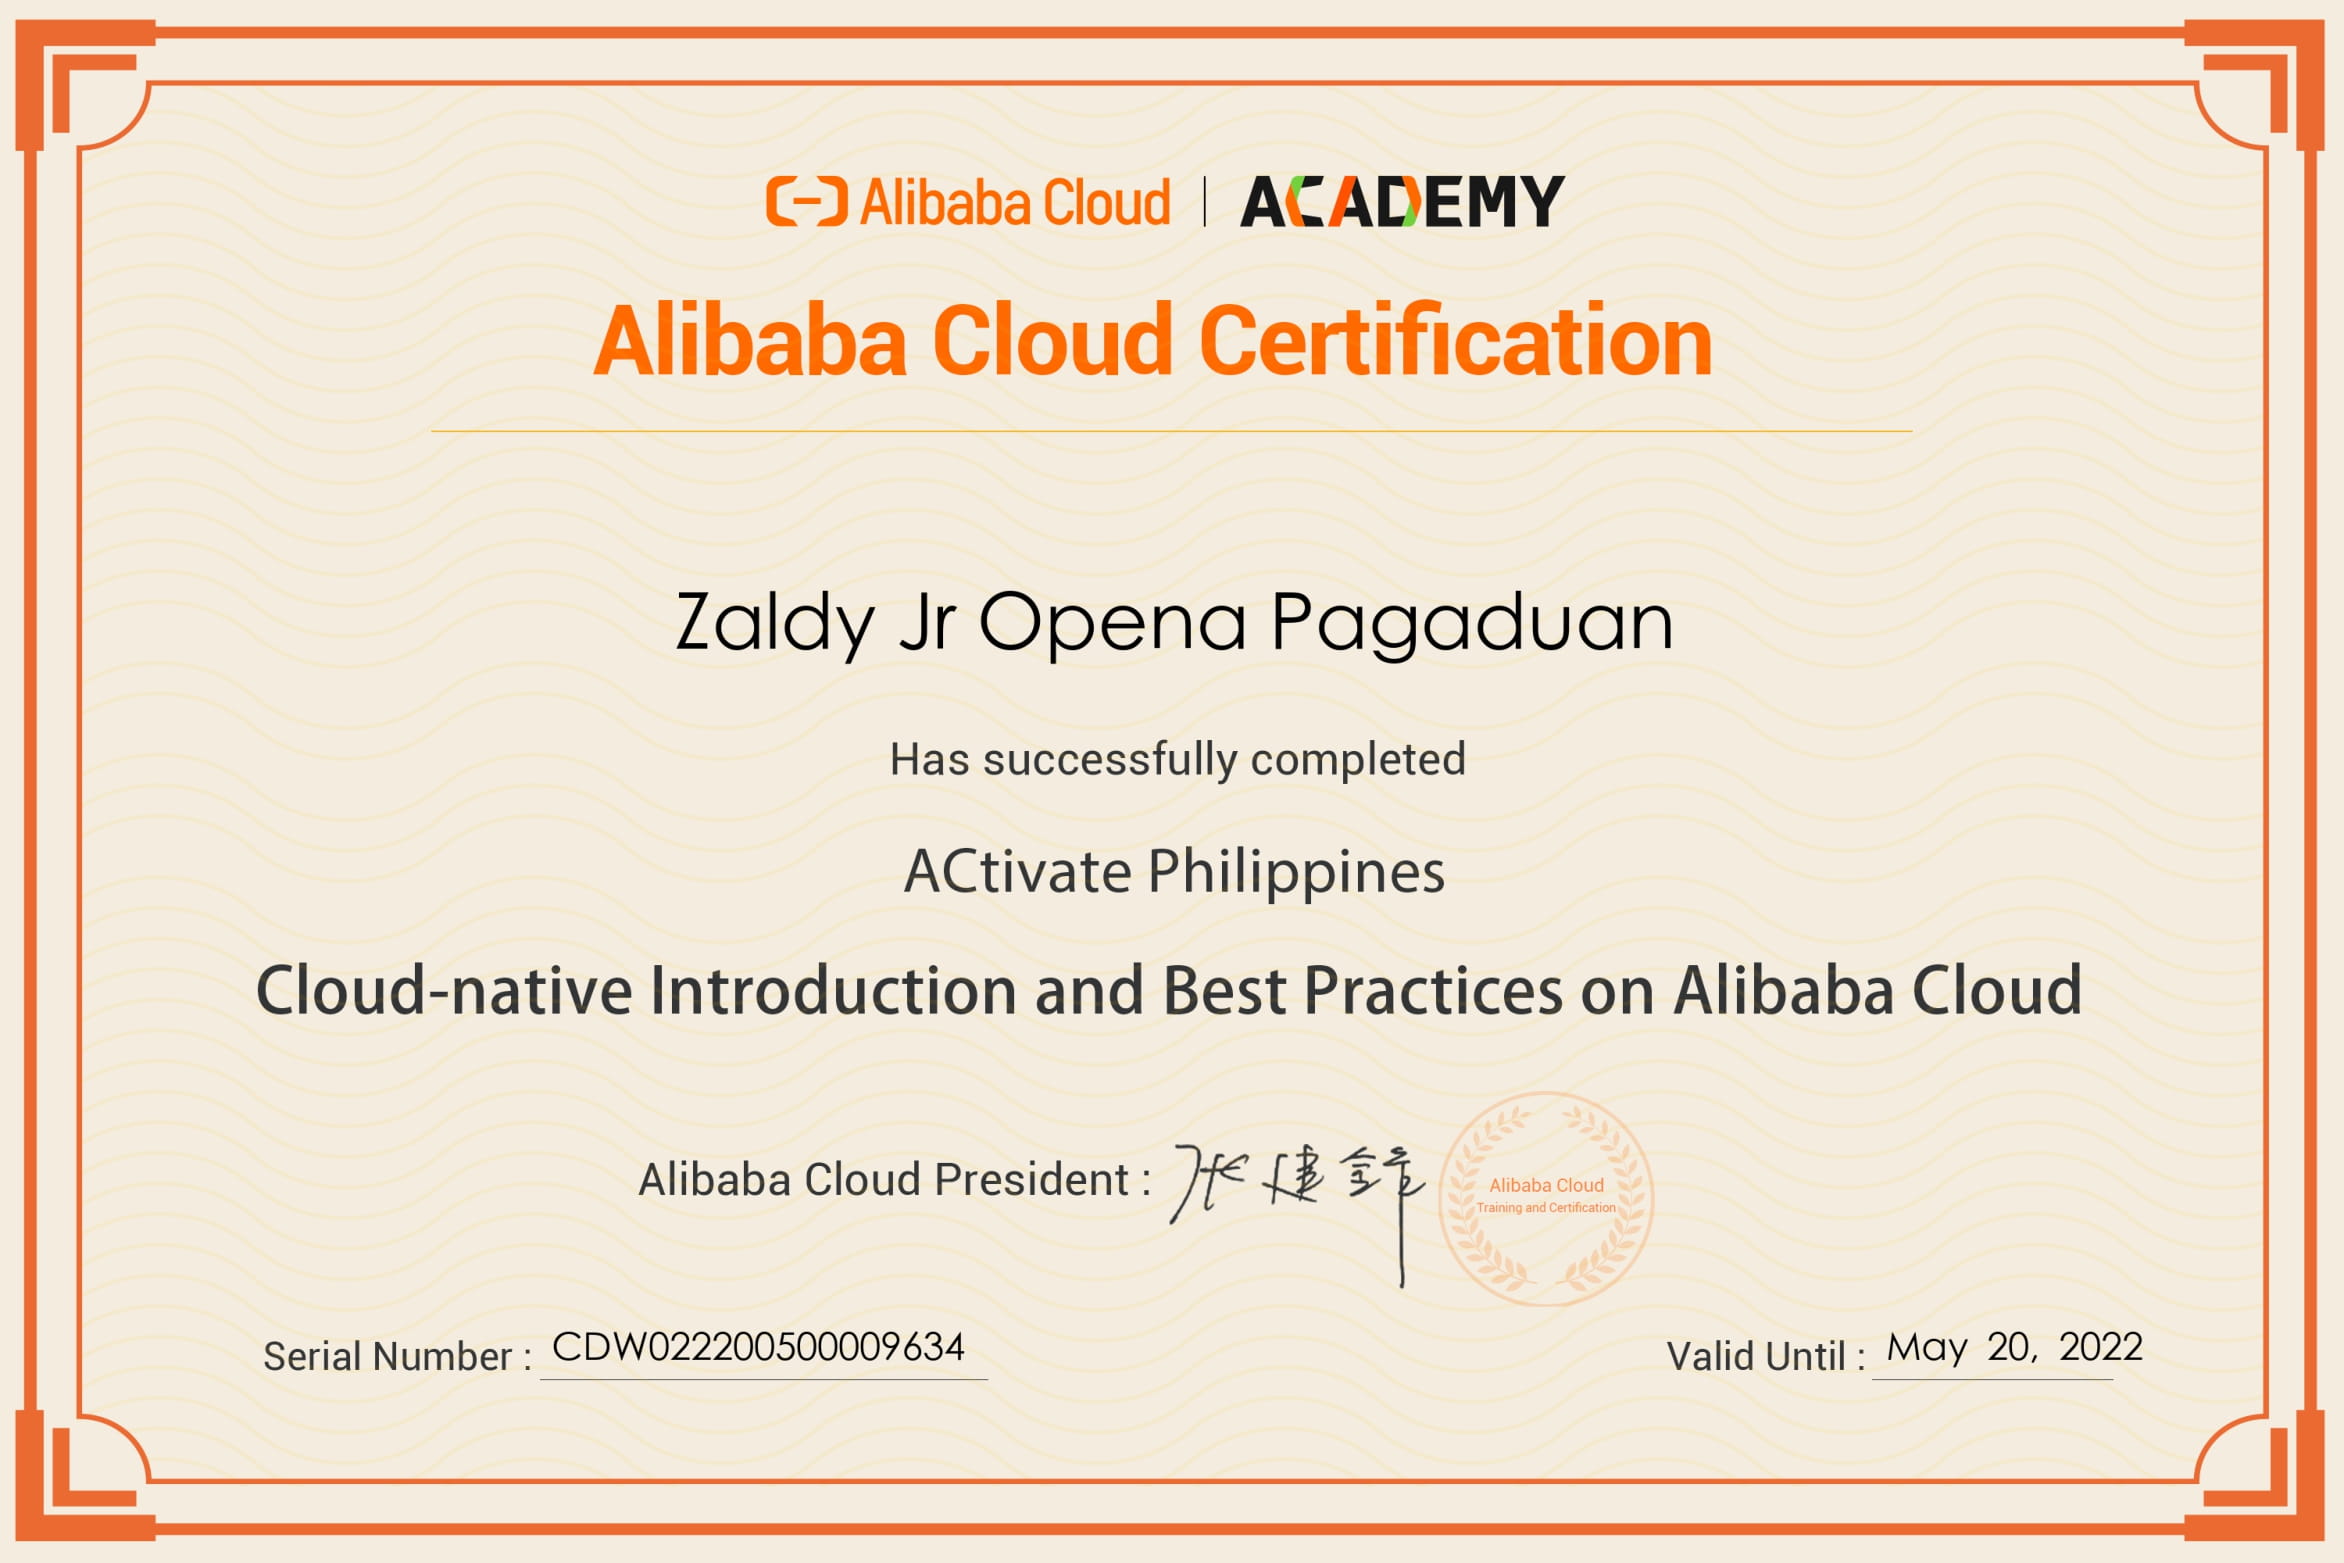 Alibaba Cloud | ACADEMY
Alibaba Cloud Certification
Zaldy Jr Opena Pagaduan
Has successfully completed
ACtivate Philippines
Cloud-native Introduction and Best Practices on Alibaba Cloud
Alibaba Cloud President : 张建锋
Alibaba Cloud
Training and Certification
Serial Number : CDW022200500009634
Valid Until : May 20, 2022